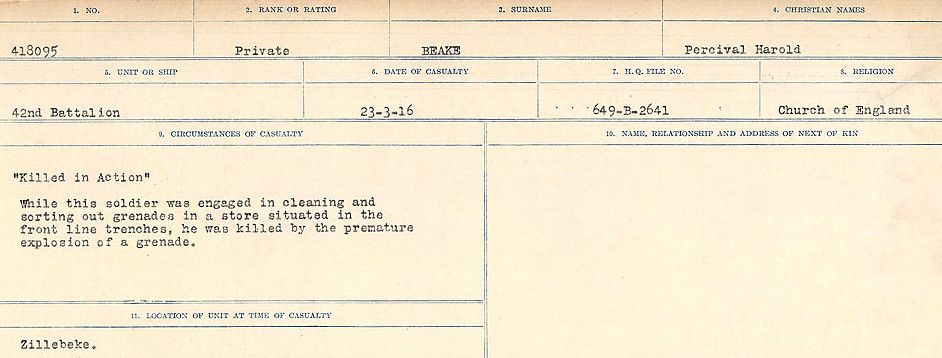 1. NO. 2. RANK OR RATING 3. SURNAME 4. CHRISTIAN NAMES
418095 Private BEAKE Percival Harold
5. UNIT OR SHIP 6. DATE OF CASUALTY 7. H.Q. FILE NO. 8. RELIGION
42nd Battalion 23-3-16 649-B-2641 Church of England
9. CIRCUMSTANCES OF CASUALTY 10. NAME, RELATIONSHIP AND ADDRESS OF NEXT OF KIN
"Killed in Action"
While this soldier was engaged in cleaning and
sorting out grenades in a store situated in the
front line trenches, he was killed by the premature
explosion of a grenade.
11. LOCATION OF UNIT AT TIME OF CASUALTY
Zillebeke.